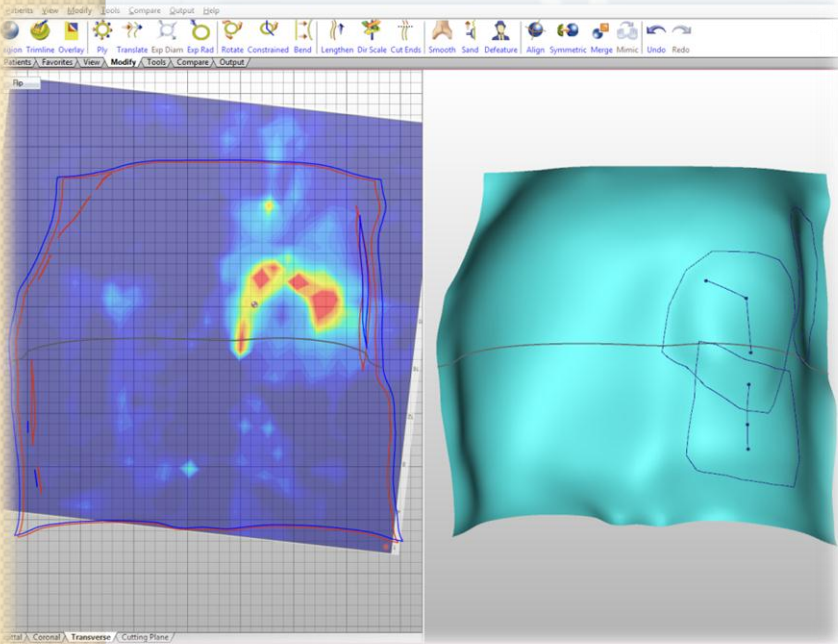 View Modify Tools Compare Output Help
Trimline Overlay Ply Translate Exp Diam Exp Rad Rotate Constrained Bend Lengthen Dir Scale Cut Ends Smooth Sand Defeature Align Symmetric Merge Mimic Undo Redo
Patients Favorites View Modify Tools Compare Output
Flip
Coronal Transverse Cutting Plane